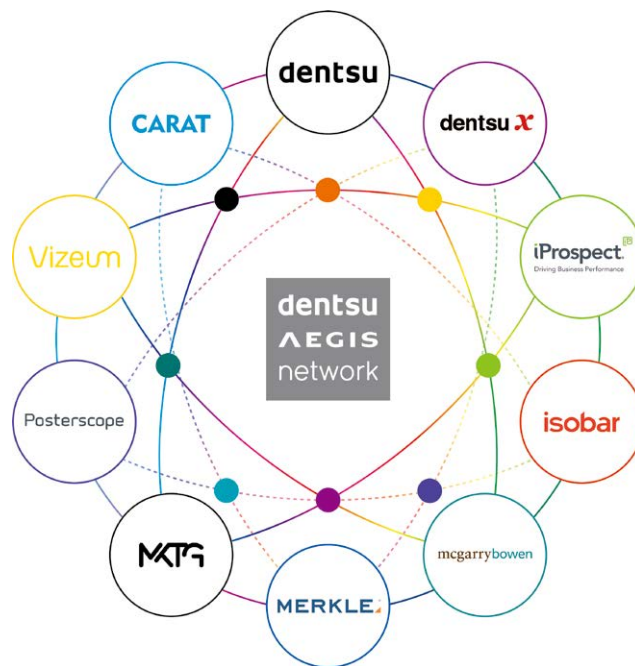 dentsu
CARAT
dentsu x
Vizeum
iProspect.
Driving Business Performance
dentsu
AEGIS
network
Posterscope
isobar
MKTG
mcgarrybowen
MERKLE